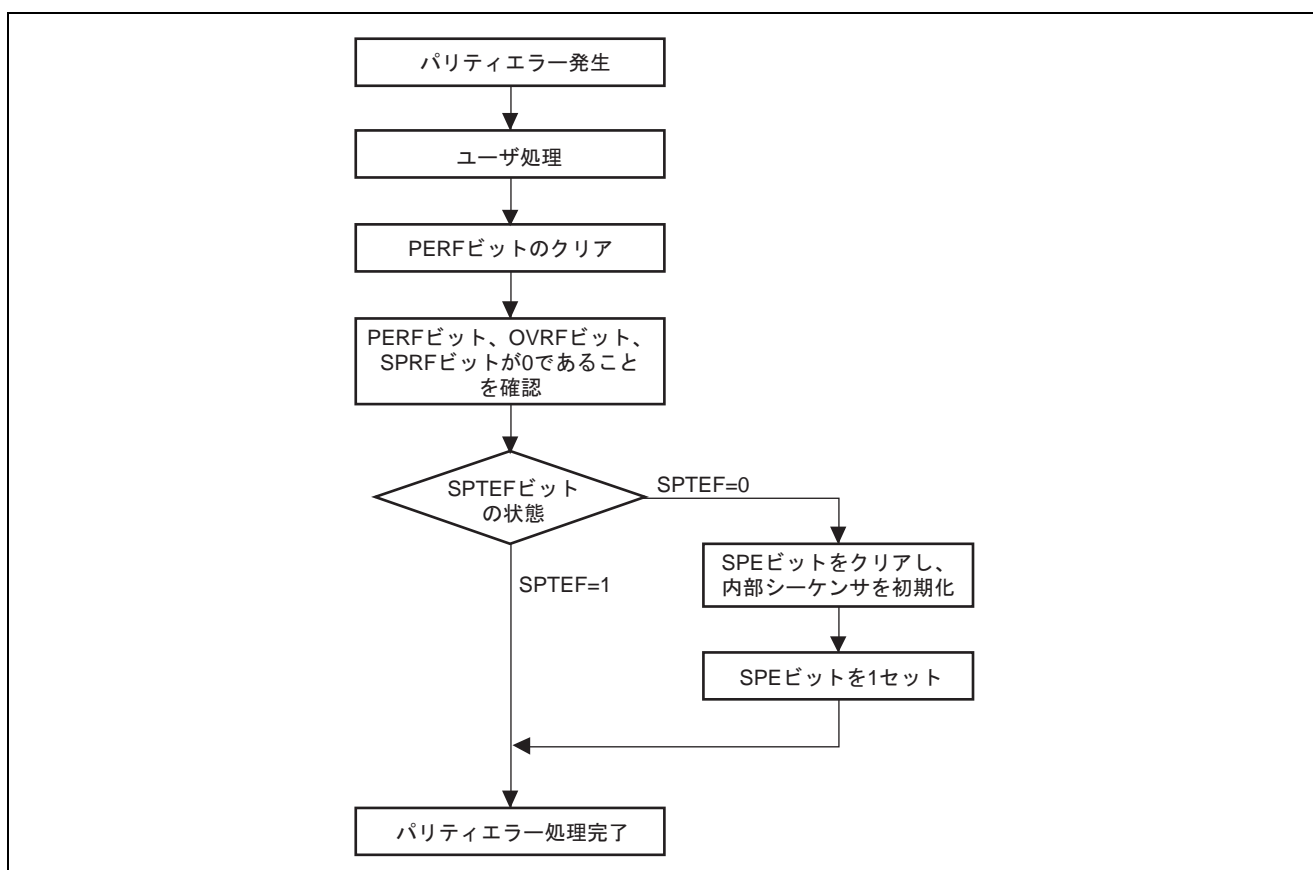 パリティエラー発生
ユーザ処理
PERFビットのクリア
PERFビット、OVRFビット、
SPRFビットが0であること
を確認
SPTEFビット
の状態
SPTEF=0
SPEビットをクリアし、
内部シーケンサを初期化
SPTEF=1
SPEビットを1セット
パリティエラー処理完了